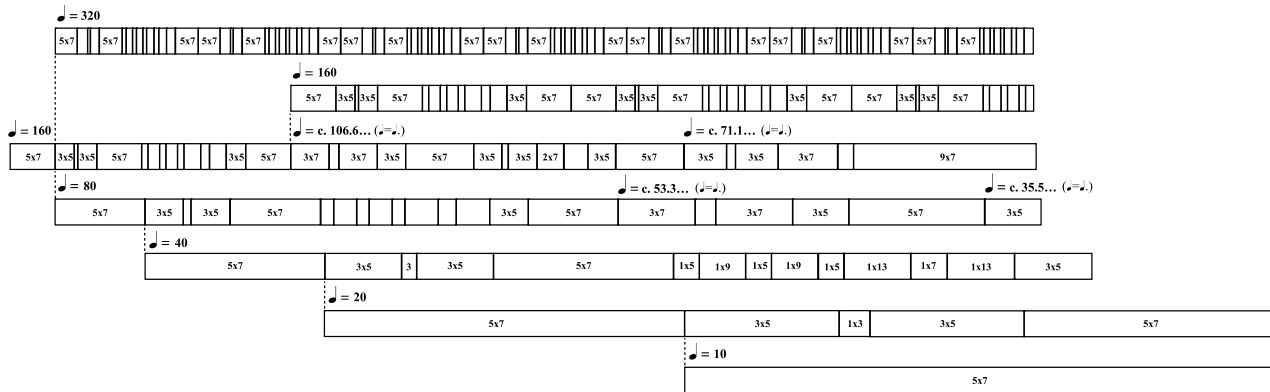 ♩ = 320
5x7 5x7 5x7 5x7 5x7 5x7 5x7 5x7 5x7 5x7 5x7 5x7 5x7 5x7 5x7 5x7 5x7 5x7 5x7 5x7
♩ = 160
5x7 3x5 3x5 5x7 3x5 5x7 5x7 3x5 3x5 5x7 3x5 5x7 5x7 3x5 3x5 5x7
♩ = 160 ♩ = c. 106.6... (♩=♩.) ♩ = c. 71.1... (♩=♩.)
5x7 3x5 3x5 5x7 3x5 5x7 3x7 3x7 3x5 5x7 3x5 3x5 2x7 3x5 5x7 3x5 3x5 3x7 9x7
♩ = 80 ♩ = c. 53.3... (♩=♩.) ♩ = c. 35.5... (♩=♩.)
5x7 3x5 3x5 5x7 3x5 5x7 3x7 3x7 3x5 5x7 3x5
♩ = 40
5x7 3x5 3 3x5 5x7 1x5 1x9 1x5 1x9 1x5 1x13 1x7 1x13 3x5
♩ = 20
5x7 3x5 1x3 3x5 5x7
♩ = 10
5x7